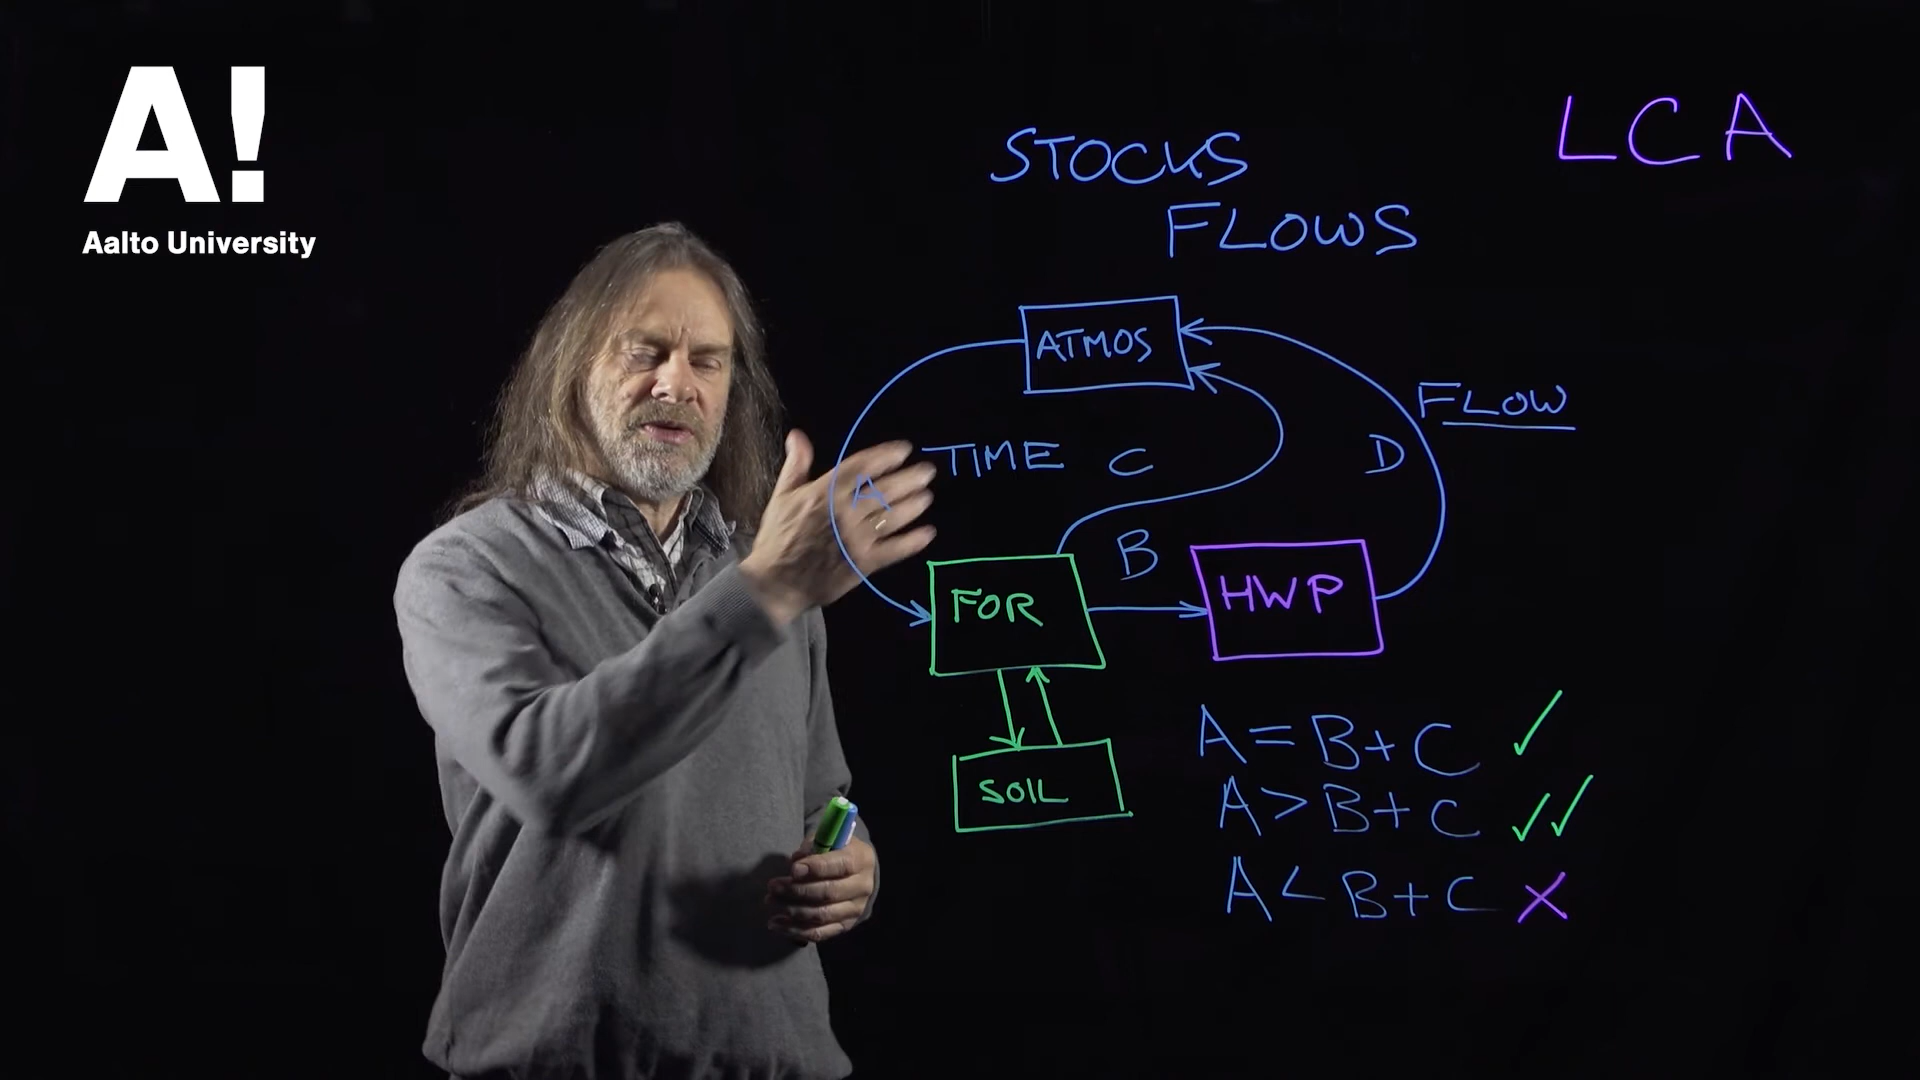 A!
Aalto University
LCA
STOCKS
FLOWS
ATMOS
FLOW
TIME
C
D
A
B
FOR
HWP
SOIL
A = B + C ✓
A > B + C ✓✓
A < B + C X